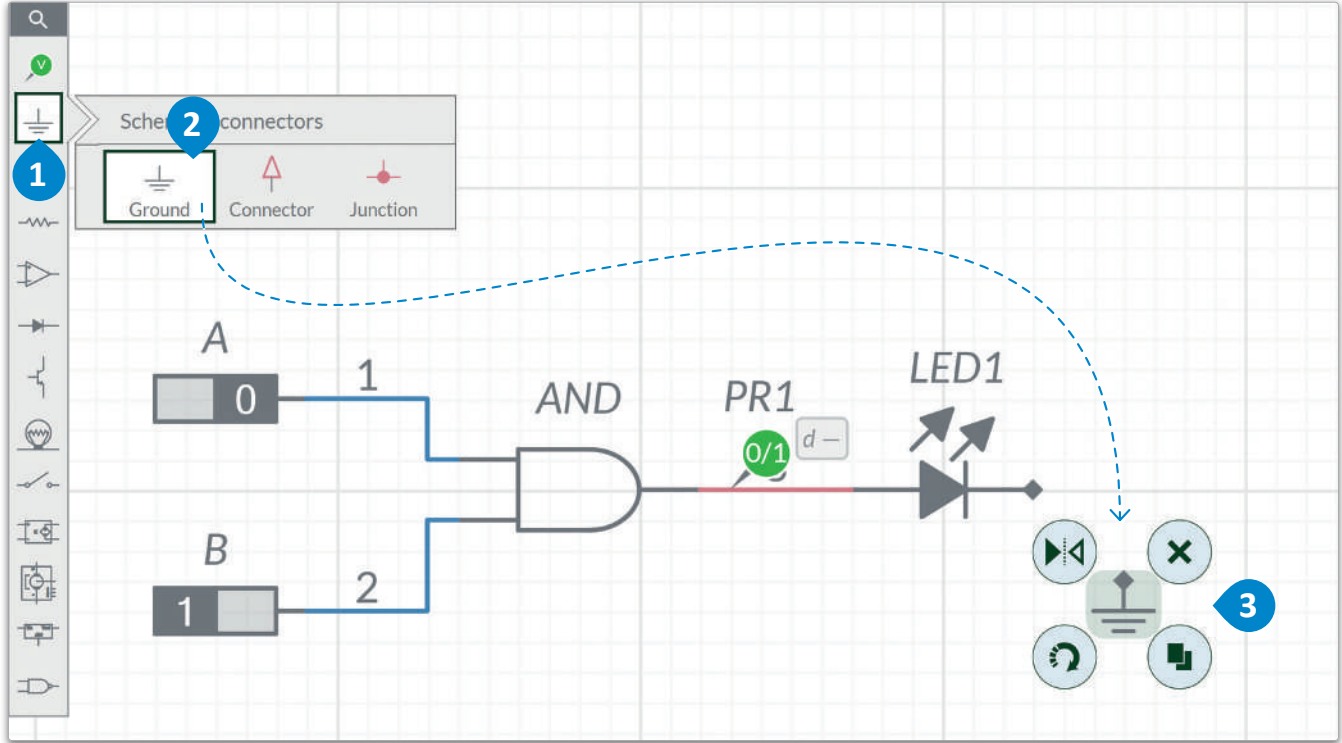 V
2
Sche connectors
1
Ground Connector Junction
A
0
1
AND
PR1
0/1
d –
LED1
B
1
2
3